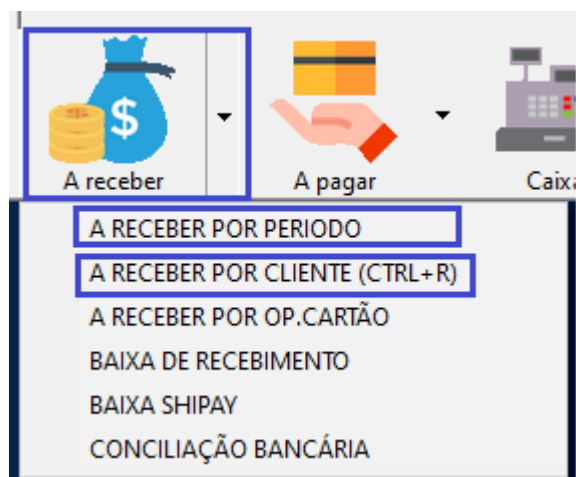 $
A receber
A pagar
Caixa
A RECEBER POR PERIODO
A RECEBER POR CLIENTE (CTRL+R)
A RECEBER POR OP.CARTÃO
BAIXA DE RECEBIMENTO
BAIXA SHIPAY
CONCILIAÇÃO BANCÁRIA